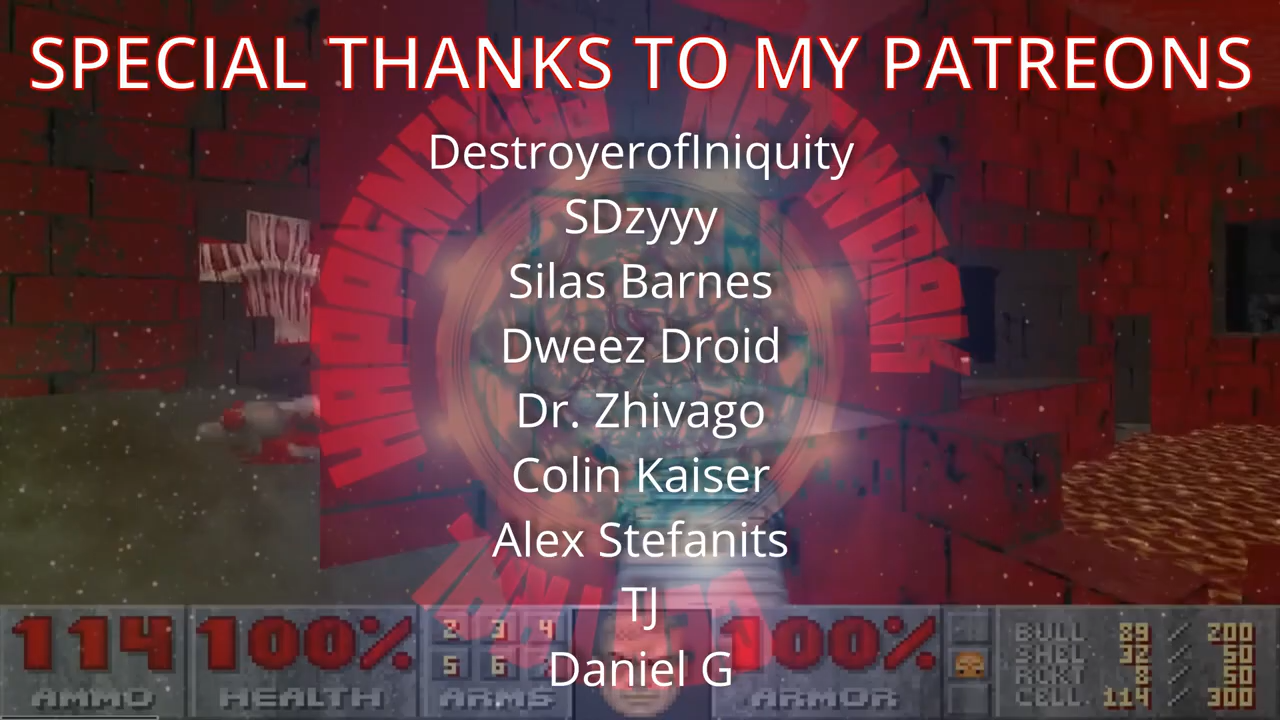 SPECIAL THANKS TO MY PATREONS
DestroyerofIniquity
SDzyyy
Silas Barnes
Dweez Droid
Dr. Zhivago
Colin Kaiser
Alex Stefanits
TJ
Daniel G
NETWORK
114 100% 2 3 4 100% BULL 89 / 200
SHEL 32 / 50
5 6 RCKT 8 / 50
AMMO HEALTH ARMS ARMOR CELL 114 / 300